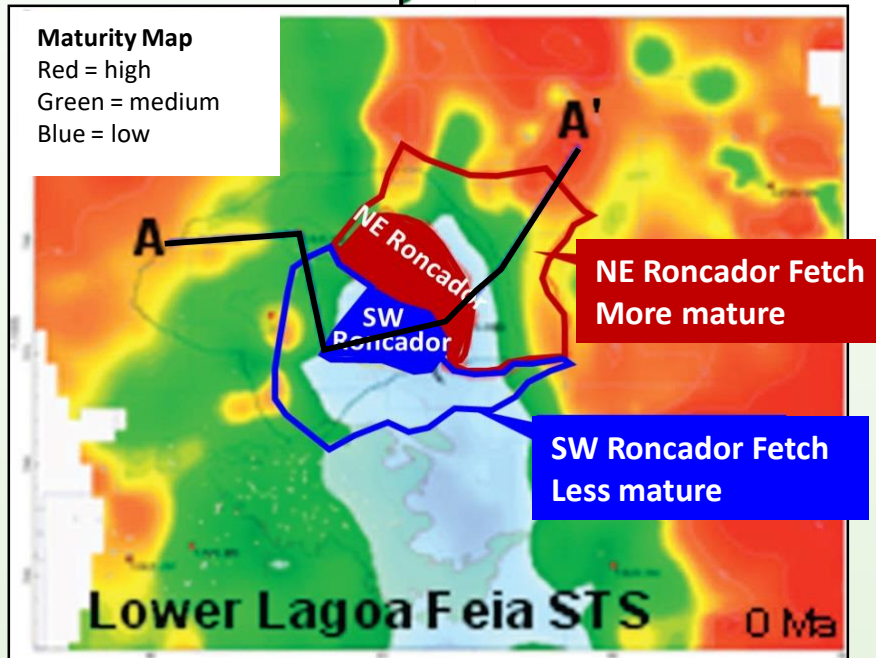 Maturity Map
Red = high
Green = medium
Blue = low
A'
A
NE Roncador
SW
Roncador
NE Roncador Fetch
More mature
SW Roncador Fetch
Less mature
Lower Lagoa Feia STS
0 Ma